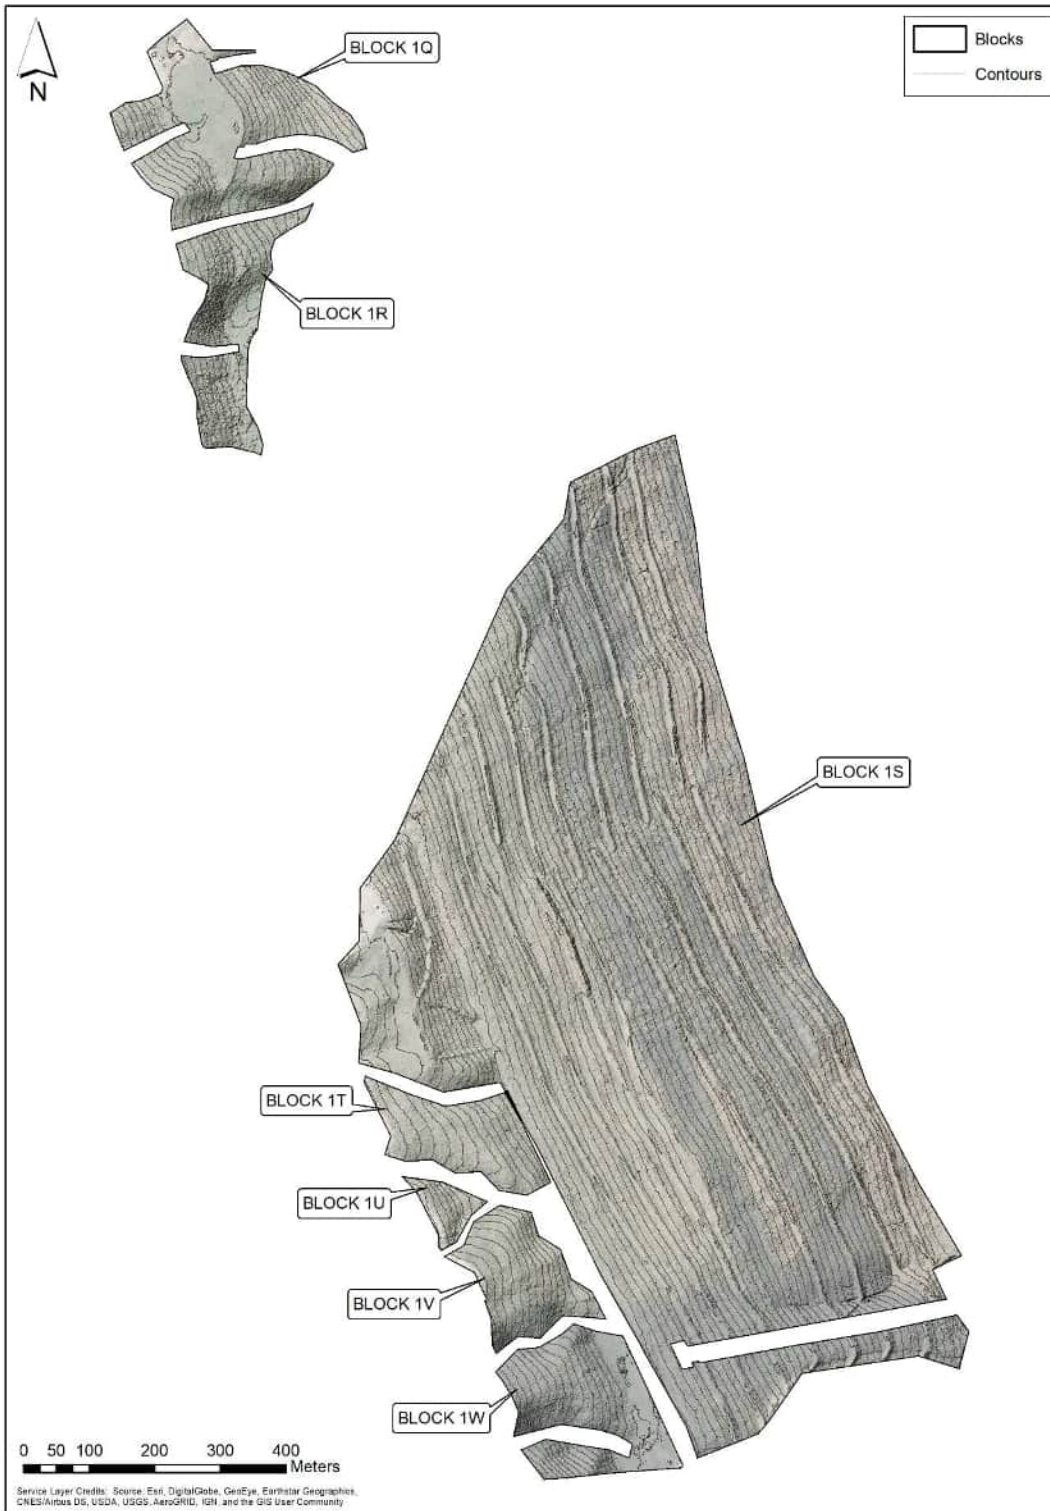 BLOCK 1Q
Blocks
Contours
N
BLOCK 1R
BLOCK 1S
BLOCK 1T
BLOCK 1U
BLOCK 1V
BLOCK 1W
0 50 100 200 300 400
Meters
Service Layer Credits: Source: Esri, DigitalGlobe, GeoEye, Earthstar Geographics,
CNES/Airbus DS, USDA, USGS, AeroGRID, IGN, and the GIS User Community